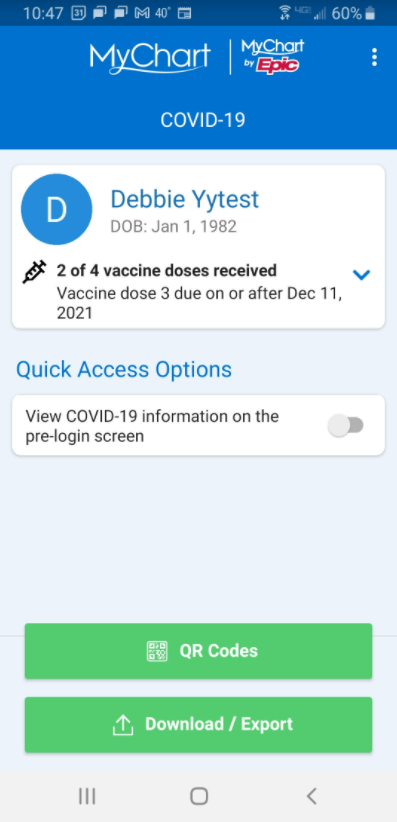 10:47 31 40° 4GE 60%
MyChart MyChart
by Epic
COVID-19
D
Debbie Yytest
DOB: Jan 1, 1982
2 of 4 vaccine doses received
Vaccine dose 3 due on or after Dec 11,
2021
Quick Access Options
View COVID-19 information on the
pre-login screen
QR Codes
Download / Export